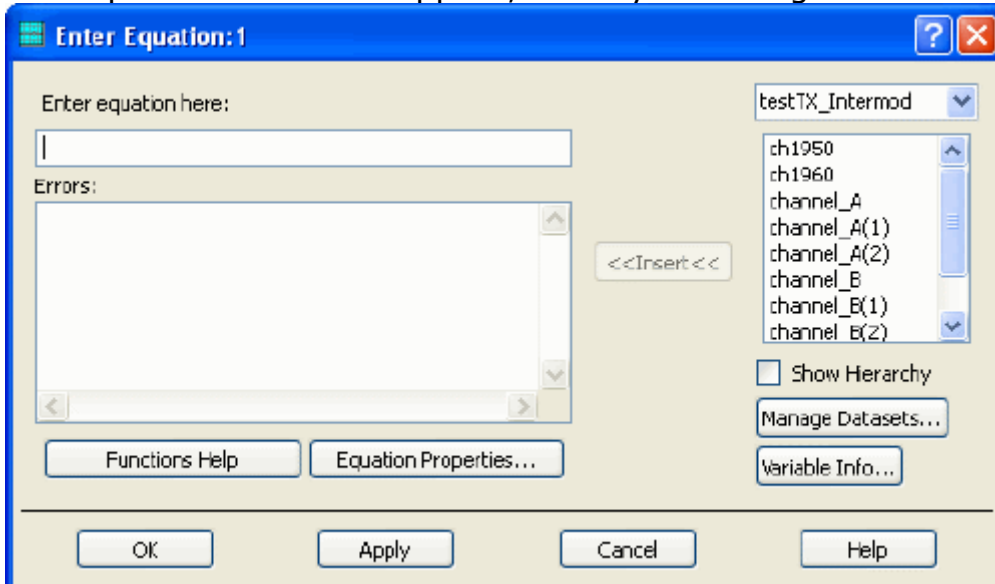 Enter Equation:1
Enter equation here:
Errors:
<<Insert<<
Functions Help
Equation Properties...
testTX_Intermod
ch1950
ch1960
channel_A
channel_A(1)
channel_A(2)
channel_B
channel_B(1)
channel_B(2)
Show Hierarchy
Manage Datasets...
Variable Info...
OK
Apply
Cancel
Help